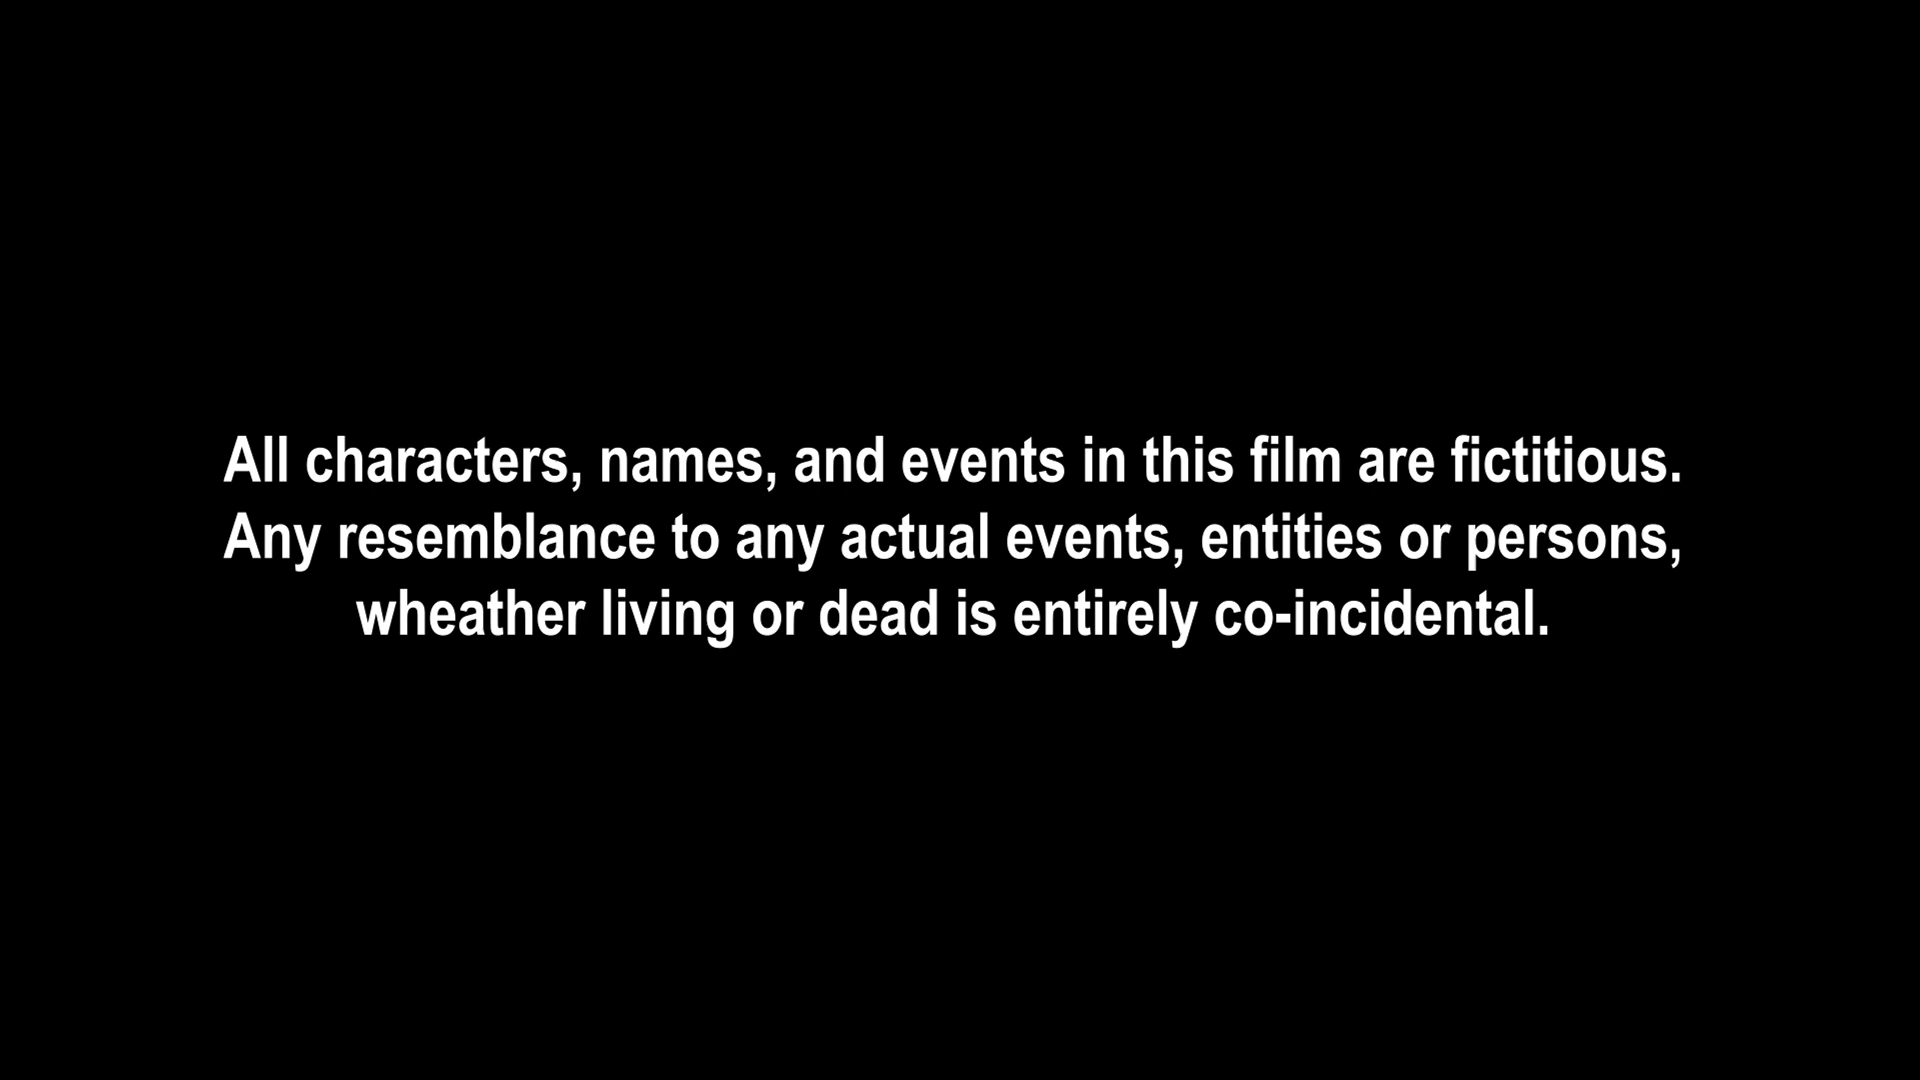 All characters, names, and events in this film are fictitious.
Any resemblance to any actual events, entities or persons,
wheather living or dead is entirely co-incidental.